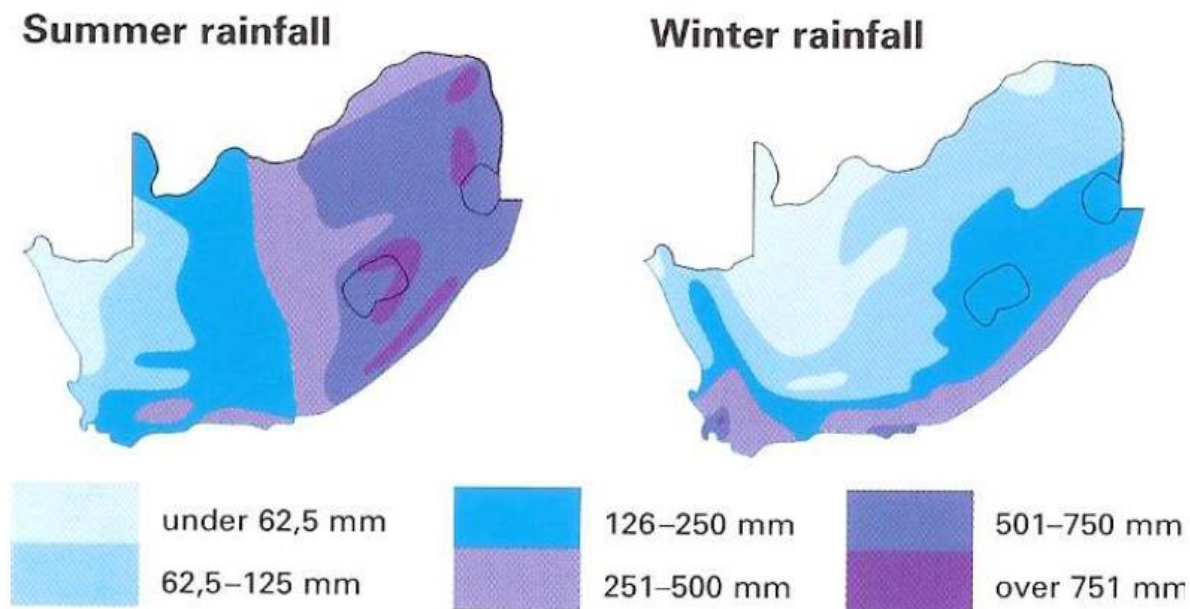 Summer rainfall
Winter rainfall
under 62,5 mm
126–250 mm
501–750 mm
62,5–125 mm
251–500 mm
over 751 mm